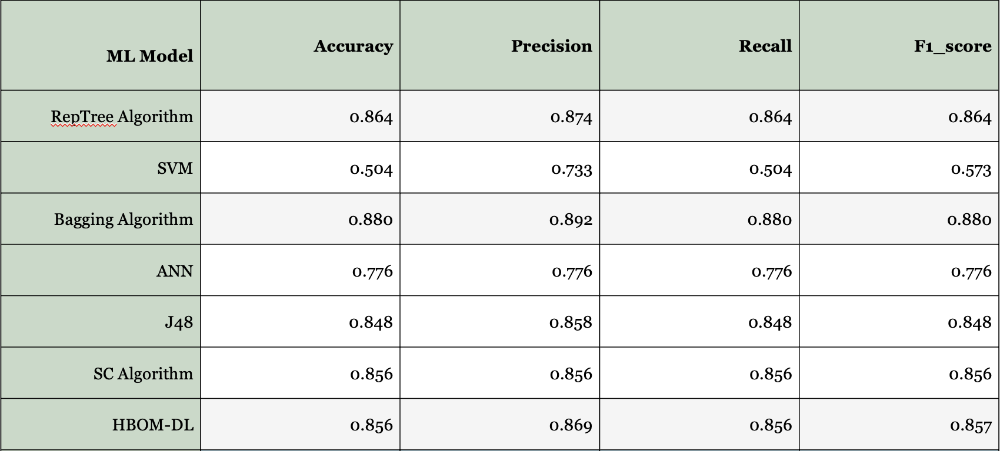 ML Model Accuracy Precision Recall F1_score
RepTree Algorithm 0.864 0.874 0.864 0.864
SVM 0.504 0.733 0.504 0.573
Bagging Algorithm 0.880 0.892 0.880 0.880
ANN 0.776 0.776 0.776 0.776
J48 0.848 0.858 0.848 0.848
SC Algorithm 0.856 0.856 0.856 0.856
HBOM-DL 0.856 0.869 0.856 0.857